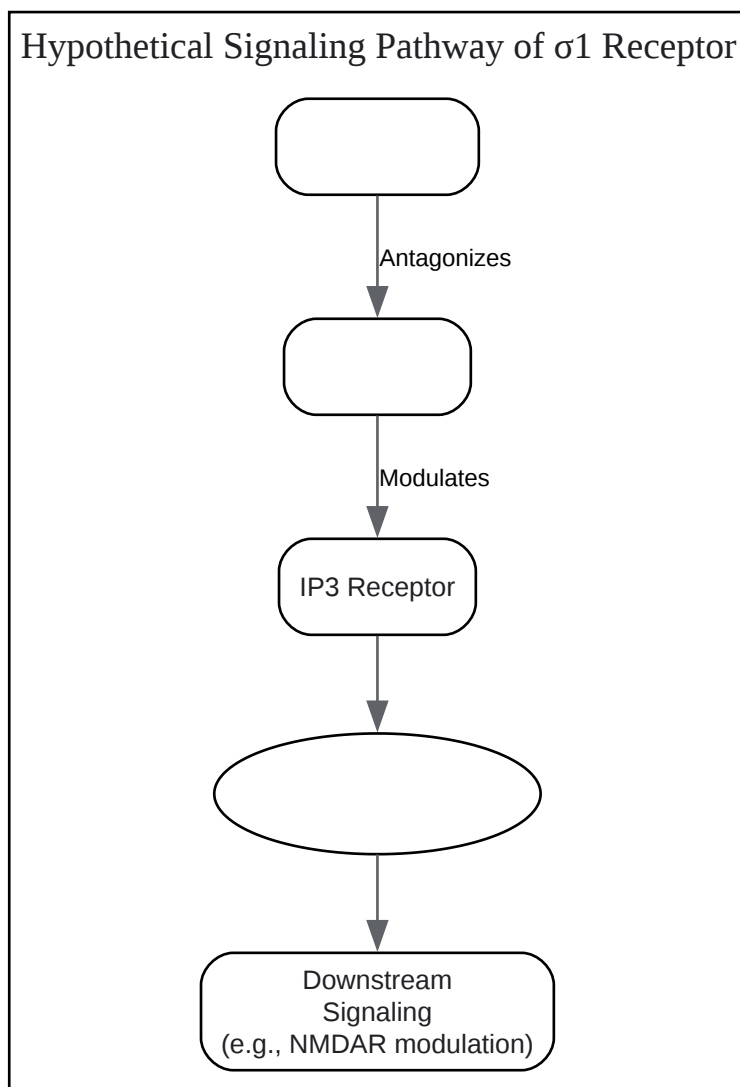 Hypothetical Signaling Pathway of σ1 Receptor
Antagonizes
Modulates
IP3 Receptor
Downstream
Signaling
(e.g., NMDAR modulation)